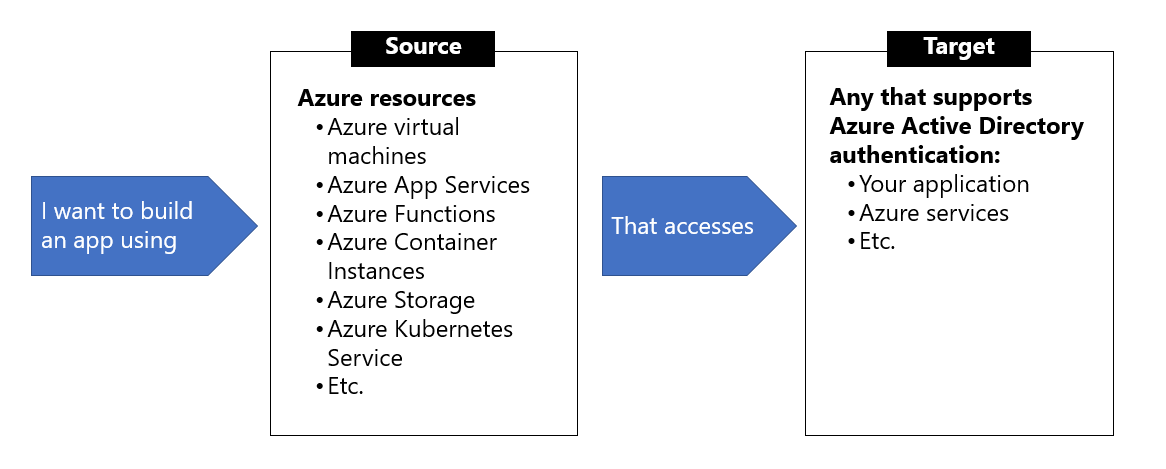 Source
Azure resources
•Azure virtual
machines
•Azure App Services
•Azure Functions
•Azure Container
Instances
•Azure Storage
•Azure Kubernetes
Service
•Etc.
I want to build
an app using
That accesses
Target
Any that supports
Azure Active Directory
authentication:
•Your application
•Azure services
•Etc.